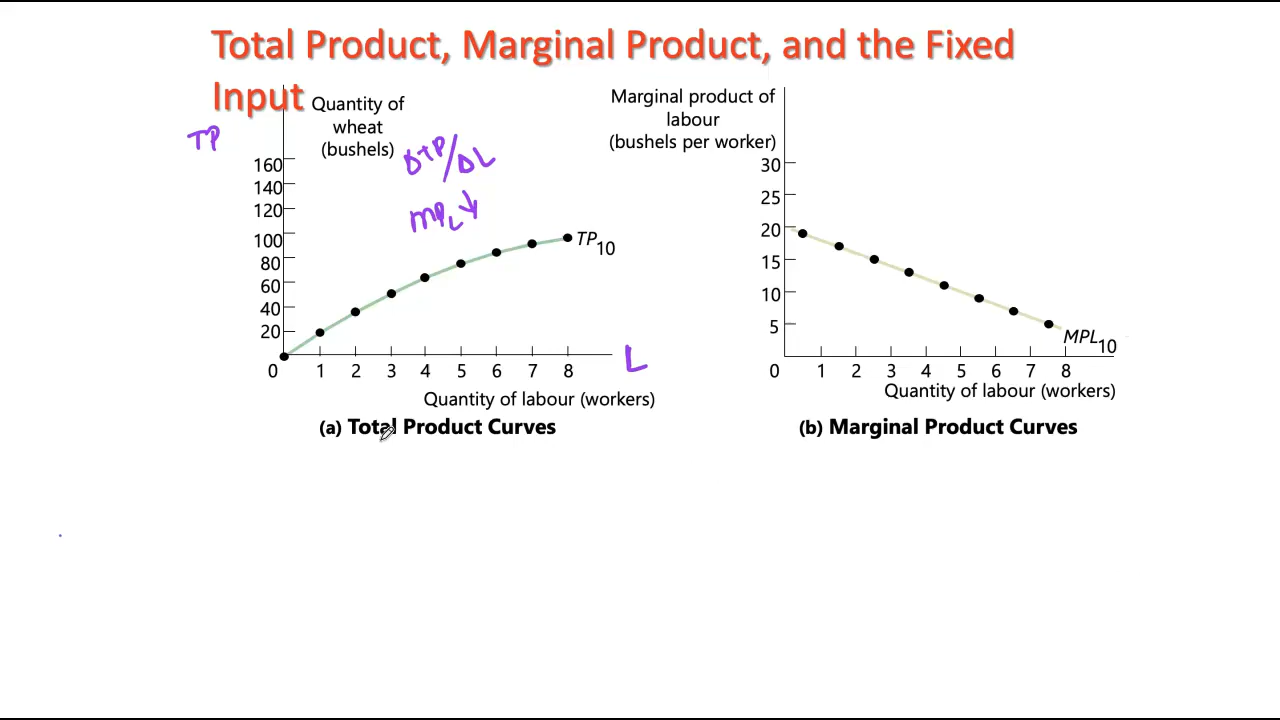 Total Product, Marginal Product, and the Fixed
Input
Quantity of
wheat
(bushels)
TP
ΔTP/ΔL
MPL↓
160
140
120
100
80
60
40
20
0
1 2 3 4 5 6 7 8
TP10
L
Quantity of labour (workers)
(a) Total Product Curves
Marginal product of
labour
(bushels per worker)
30
25
20
15
10
5
0
1 2 3 4 5 6 7 8
MPL10
Quantity of labour (workers)
(b) Marginal Product Curves